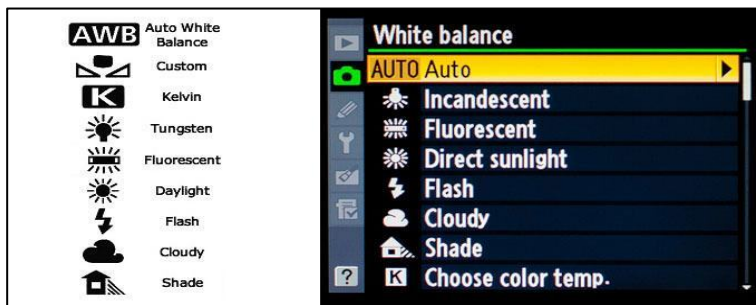 AWB Auto White
Balance
Custom
K Kelvin
Tungsten
Fluorescent
Daylight
Flash
Cloudy
Shade
White balance
AUTO Auto
Incandescent
Fluorescent
Direct sunlight
Flash
Cloudy
Shade
K Choose color temp.
?